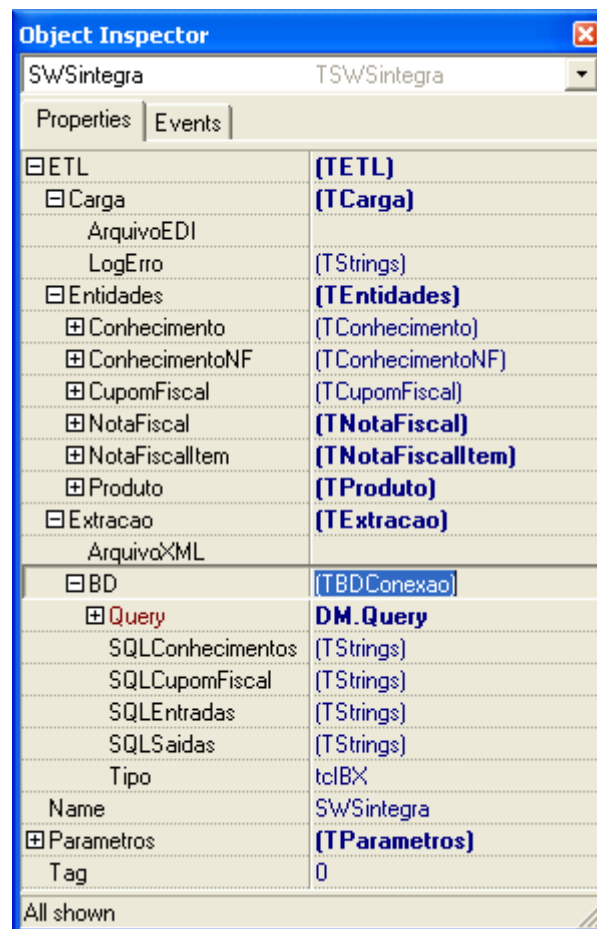 Object Inspector
SWSintegra TSWSintegra
Properties Events
ETL (TETL)
Carga (TCarga)
ArquivoEDI
LogErro (TStrings)
Entidades (TEntidades)
Conhecimento (TConhecimento)
ConhecimentoNF (TConhecimentoNF)
CupomFiscal (TCupomFiscal)
NotaFiscal (TNotaFiscal)
NotaFiscalItem (TNotaFiscalItem)
Produto (TProduto)
Extracao (TExtracao)
ArquivoXML
BD (TBDConexao)
Query DM.Query
SQLConhecimentos (TStrings)
SQLCupomFiscal (TStrings)
SQLEntradas (TStrings)
SQLSaidas (TStrings)
Tipo tcIBX
Name SWSintegra
Parametros (TParametros)
Tag 0
All shown